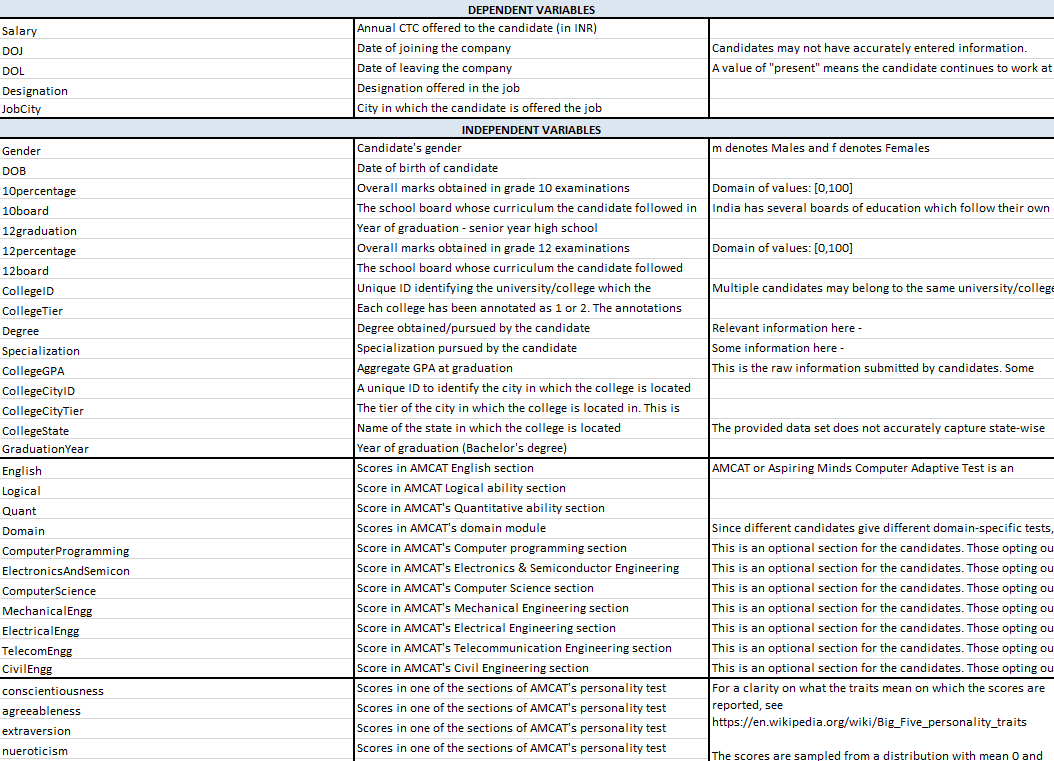 DEPENDENT VARIABLES
Salary Annual CTC offered to the candidate (in INR)
DOJ Date of joining the company Candidates may not have accurately entered information.
DOL Date of leaving the company A value of "present" means the candidate continues to work at
Designation Designation offered in the job
JobCity City in which the candidate is offered the job
INDEPENDENT VARIABLES
Gender Candidate's gender m denotes Males and f denotes Females
DOB Date of birth of candidate
10percentage Overall marks obtained in grade 10 examinations Domain of values: [0,100]
10board The school board whose curriculum the candidate followed in India has several boards of education which follow their own
12graduation Year of graduation - senior year high school
12percentage Overall marks obtained in grade 12 examinations Domain of values: [0,100]
12board The school board whose curriculum the candidate followed
CollegeID Unique ID identifying the university/college which the Multiple candidates may belong to the same university/college
CollegeTier Each college has been annotated as 1 or 2. The annotations
Degree Degree obtained/pursued by the candidate Relevant information here -
Specialization Specialization pursued by the candidate Some information here -
CollegeGPA Aggregate GPA at graduation This is the raw information submitted by candidates. Some
CollegeCityID A unique ID to identify the city in which the college is located
CollegeCityTier The tier of the city in which the college is located in. This is
CollegeState Name of the state in which the college is located The provided data set does not accurately capture state-wise
GraduationYear Year of graduation (Bachelor's degree)
English Scores in AMCAT English section AMCAT or Aspiring Minds Computer Adaptive Test is an
Logical Score in AMCAT Logical ability section
Quant Score in AMCAT's Quantitative ability section
Domain Scores in AMCAT's domain module Since different candidates give different domain-specific tests,
ComputerProgramming Score in AMCAT's Computer programming section This is an optional section for the candidates. Those opting ou
ElectronicsAndSemicon Score in AMCAT's Electronics & Semiconductor Engineering This is an optional section for the candidates. Those opting ou
ComputerScience Score in AMCAT's Computer Science section This is an optional section for the candidates. Those opting ou
MechanicalEngg Score in AMCAT's Mechanical Engineering section This is an optional section for the candidates. Those opting ou
ElectricalEngg Score in AMCAT's Electrical Engineering section This is an optional section for the candidates. Those opting ou
TelecomEngg Score in AMCAT's Telecommunication Engineering section This is an optional section for the candidates. Those opting ou
CivilEngg Score in AMCAT's Civil Engineering section This is an optional section for the candidates. Those opting ou
conscientiousness Scores in one of the sections of AMCAT's personality test For a clarity on what the traits mean on which the scores are
agreeableness Scores in one of the sections of AMCAT's personality test reported, see
extraversion Scores in one of the sections of AMCAT's personality test https://en.wikipedia.org/wiki/Big_Five_personality_traits
nueroticism Scores in one of the sections of AMCAT's personality test
The scores are sampled from a distribution with mean 0 and